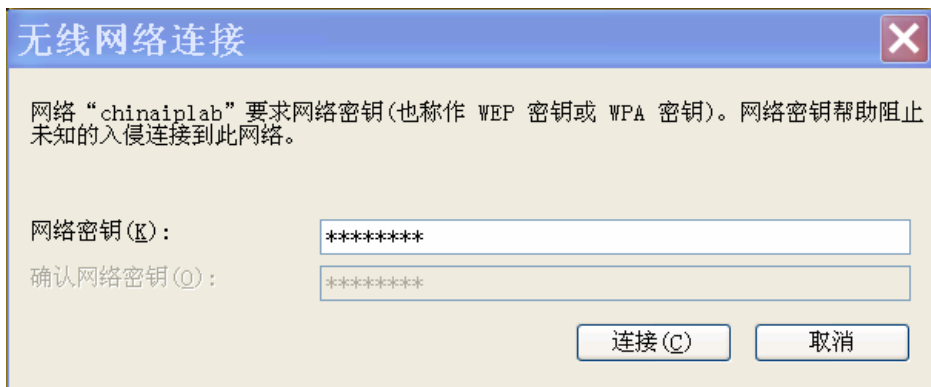 无线网络连接
网络“chinaiplab”要求网络密钥(也称作 WEP 密钥或 WPA 密钥)。网络密钥帮助阻止
未知的入侵连接到此网络。
网络密钥(K): ********
确认网络密钥(O): ********
连接(C) 取消